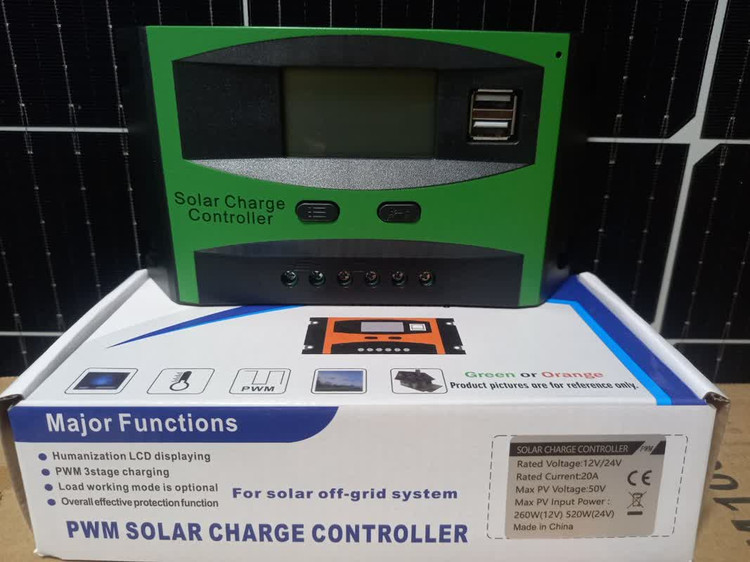 Solar Charge
Controller
PWM
Green or Orange
Product pictures are for reference only.
Major Functions
Humanization LCD displaying
PWM 3stage charging
Load working mode is optional
Overall effective protection function
For solar off-grid system
PWM SOLAR CHARGE CONTROLLER
SOLAR CHARGE CONTROLLER PWM
Rated Voltage:12V/24V
Rated Current:20A
Max PV Voltage:50V
Max PV Input Power :
260W(12V) 520W(24V)
Made in China
CE